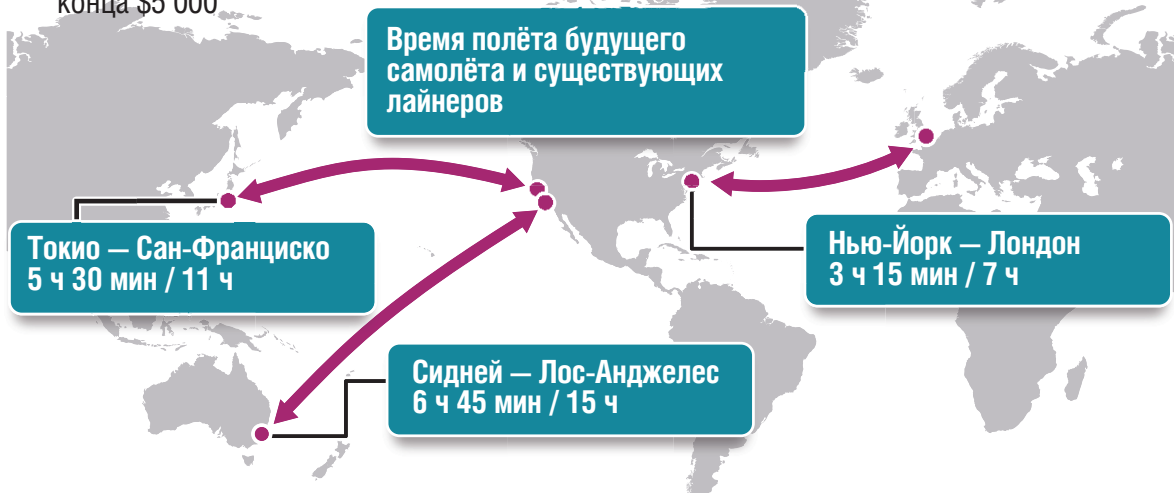 конца $5 000
Время полёта будущего
самолёта и существующих
лайнеров
Токио — Сан-Франциско
5 ч 30 мин / 11 ч
Нью-Йорк — Лондон
3 ч 15 мин / 7 ч
Сидней — Лос-Анджелес
6 ч 45 мин / 15 ч